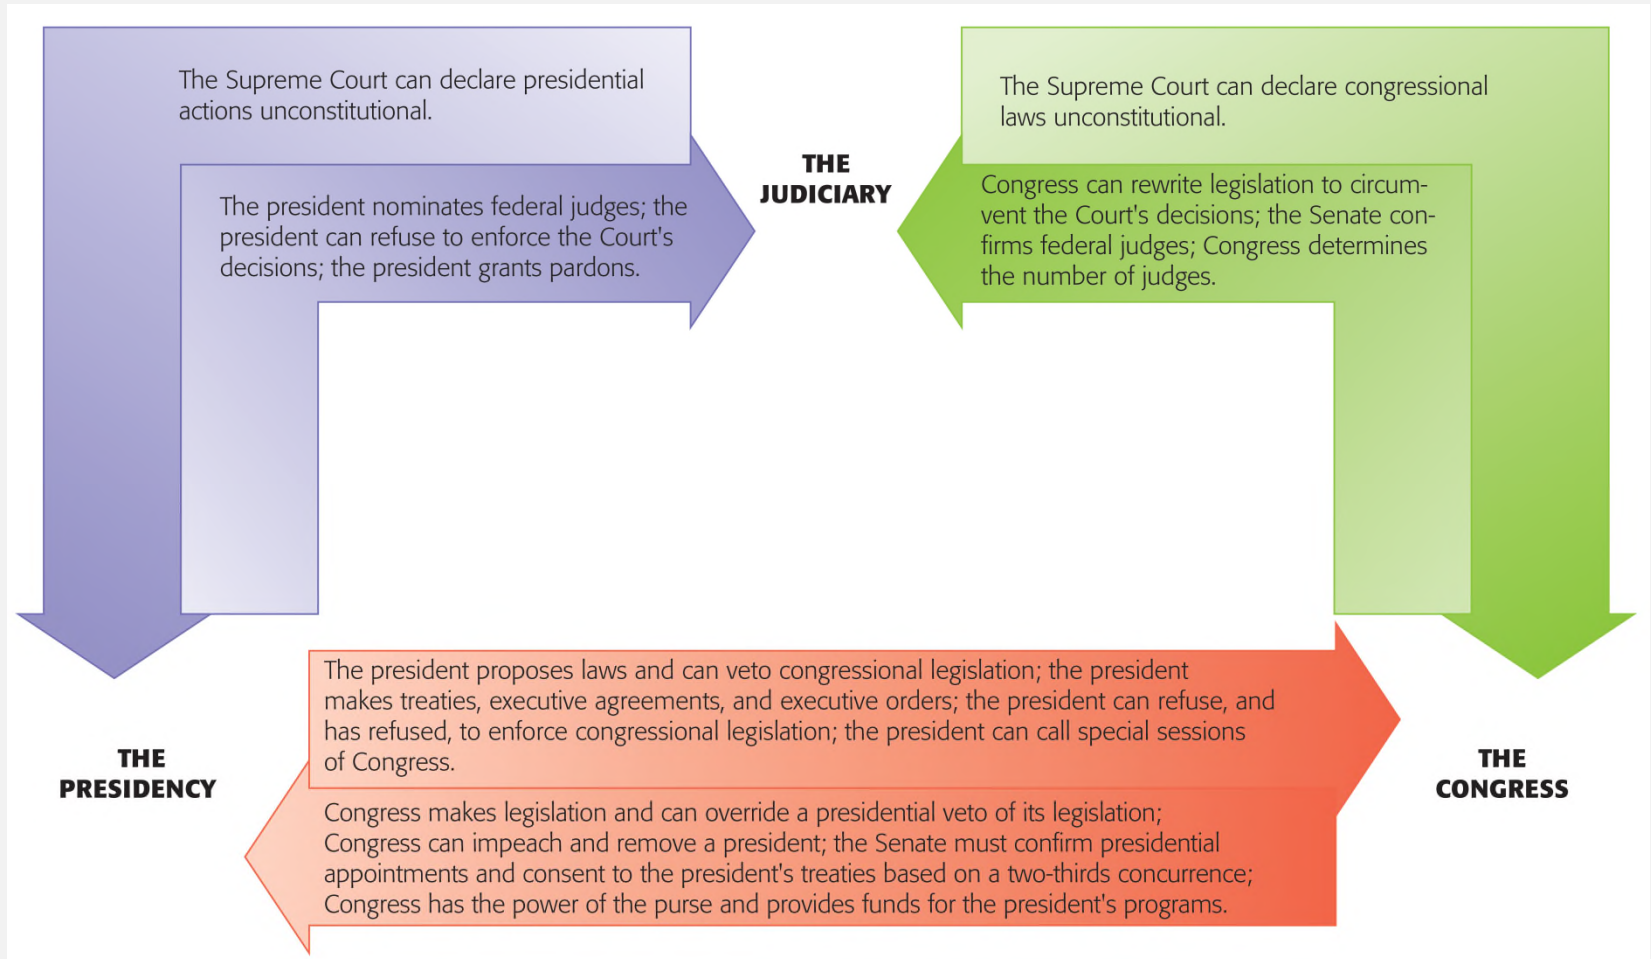 The Supreme Court can declare presidential
actions unconstitutional.
The president nominates federal judges; the
president can refuse to enforce the Court's
decisions; the president grants pardons.
THE
JUDICIARY
The Supreme Court can declare congressional
laws unconstitutional.
Congress can rewrite legislation to circum-
vent the Court's decisions; the Senate con-
firms federal judges; Congress determines
the number of judges.
The president proposes laws and can veto congressional legislation; the president
makes treaties, executive agreements, and executive orders; the president can refuse, and
has refused, to enforce congressional legislation; the president can call special sessions
of Congress.
THE
PRESIDENCY
THE
CONGRESS
Congress makes legislation and can override a presidential veto of its legislation;
Congress can impeach and remove a president; the Senate must confirm presidential
appointments and consent to the president's treaties based on a two-thirds concurrence;
Congress has the power of the purse and provides funds for the president's programs.